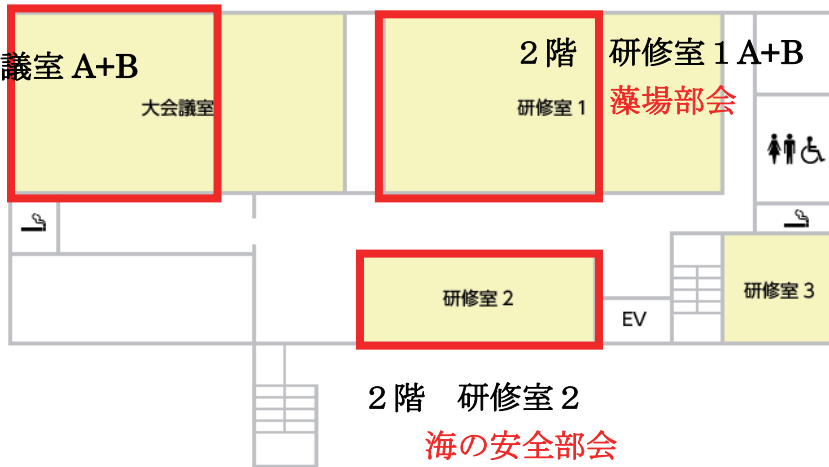 議室 A+B
２階　研修室１A+B
大会議室
研修室 1
藻場部会
研修室 2
研修室 3
EV
２階　研修室２
海の安全部会